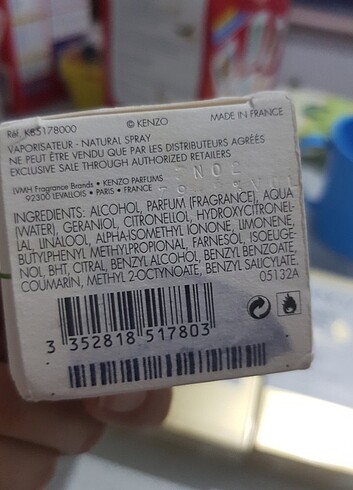 Réf. K85178000
© KENZO
MADE IN FRANCE
VAPORISATEUR - NATURAL SPRAY
NE PEUT ÊTRE VENDU QUE PAR LES DISTRIBUTEURS AGRÉÉS
EXCLUSIVE SALE THROUGH AUTHORIZED RETAILERS
LVMH Fragrance Brands • KENZO PARFUMS
92300 LEVALLOIS • PARIS • FRANCE
INGREDIENTS: ALCOHOL, PARFUM (FRAGRANCE), AQUA
(WATER), GERANIOL, CITRONELLOL, HYDROXYCITRONEL-
LAL, LINALOOL, ALPHA-ISOMETHYL IONONE, LIMONENE,
BUTYLPHENYL METHYLPROPIONAL, FARNESOL, ISOEUGE-
NOL, BHT, CITRAL, BENZYL ALCOHOL, BENZYL BENZOATE,
COUMARIN, METHYL 2-OCTYNOATE, BENZYL SALICYLATE.
05132A
3 352818 517803